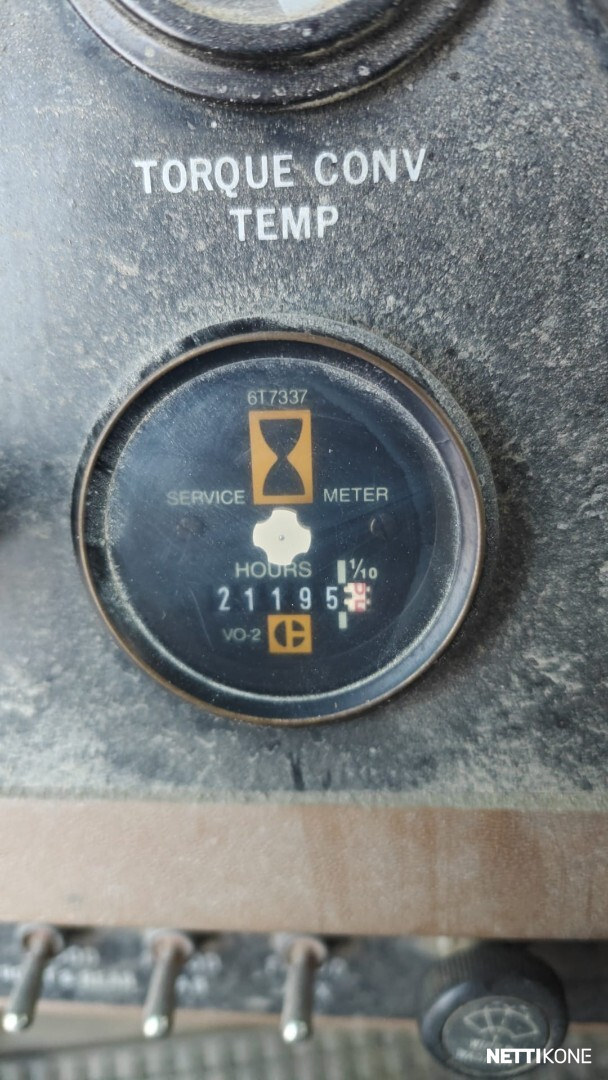 TORQUE CONV
TEMP
6T7337
SERVICE METER
HOURS 1/10
21195
VO-2
NETTIKONE